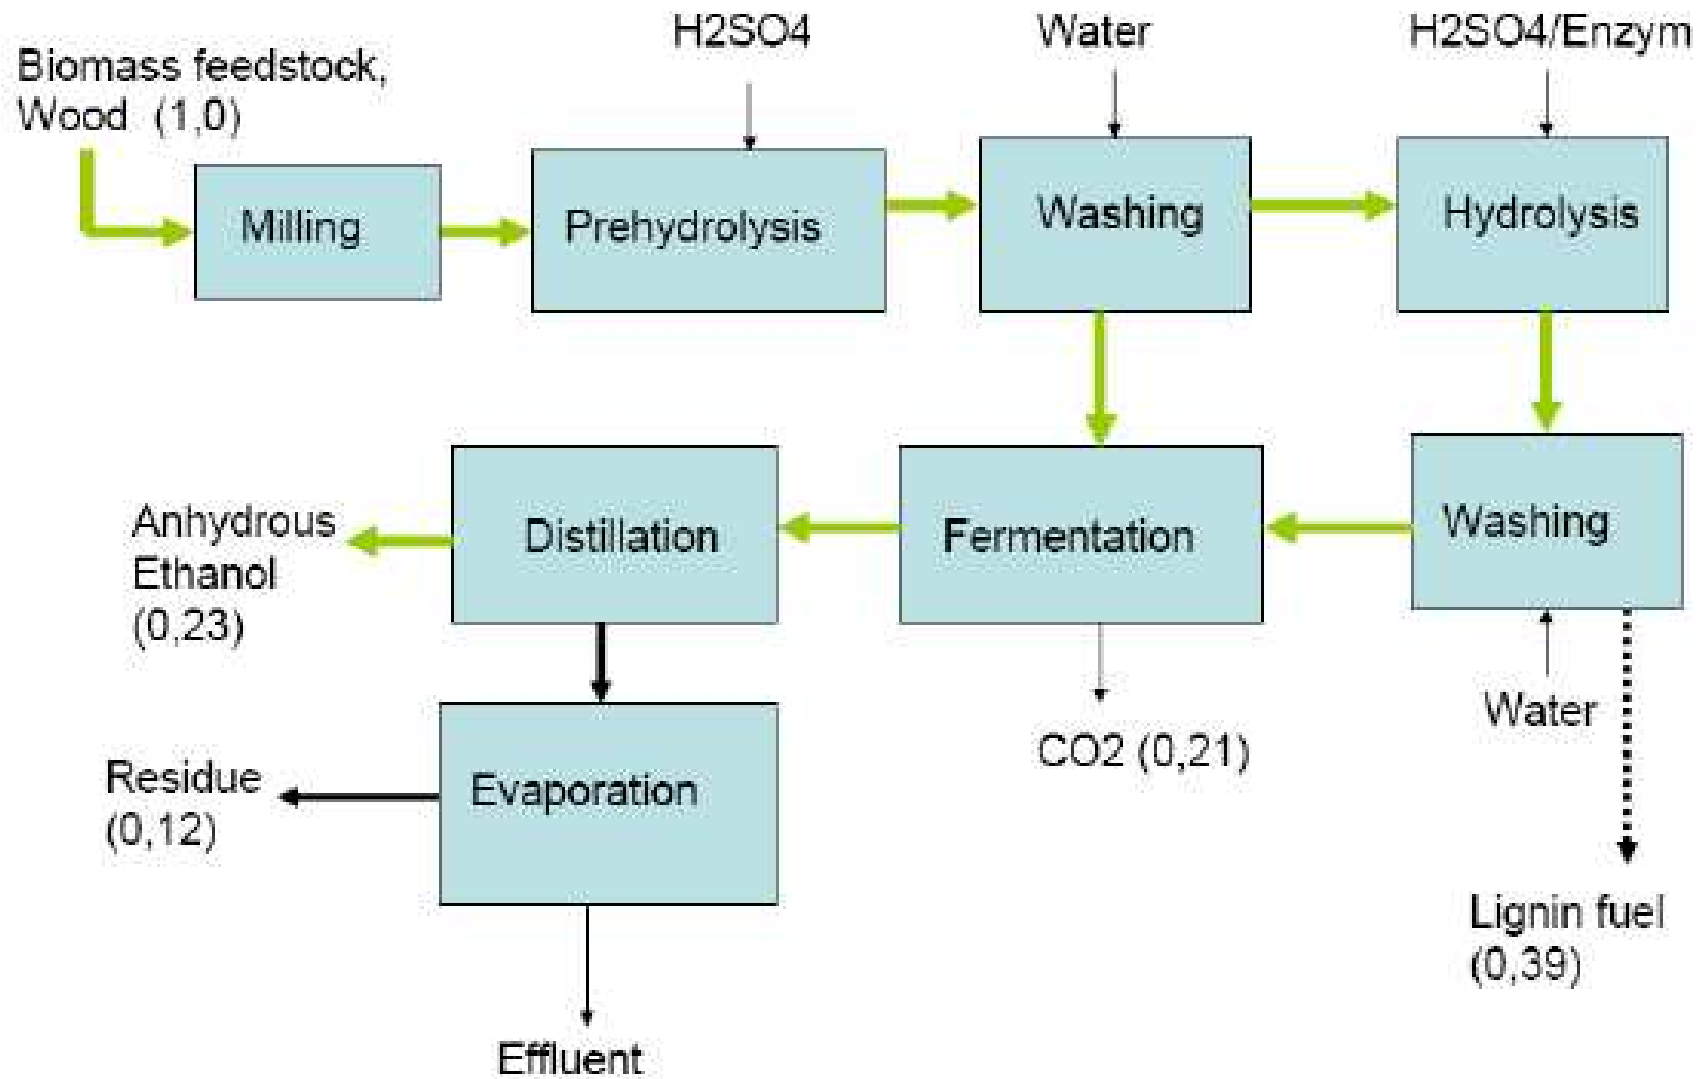 H2SO4
Water
H2SO4/Enzym
Biomass feedstock,
Wood (1,0)
Milling
Prehydrolysis
Washing
Hydrolysis
Anhydrous
Ethanol
(0,23)
Distillation
Fermentation
Washing
Water
CO2 (0,21)
Residue
(0,12)
Evaporation
Lignin fuel
(0,39)
Effluent